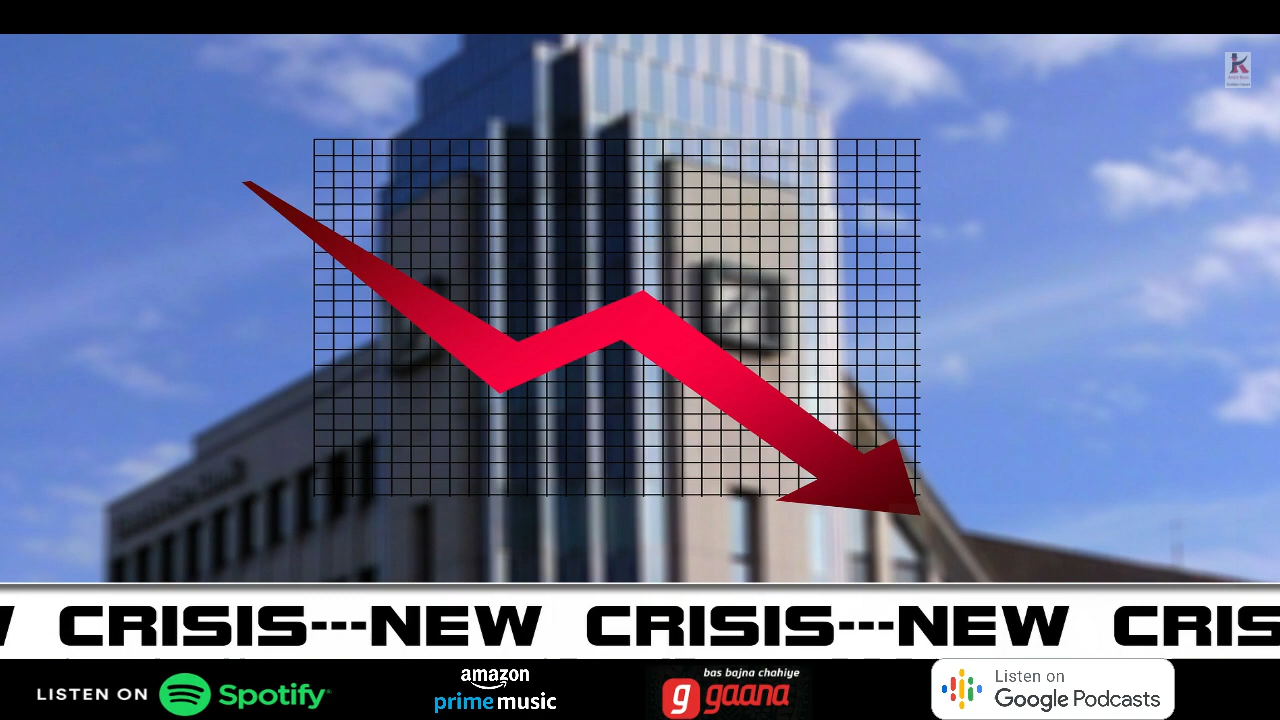 CRISIS---NEW CRISIS---NEW CRIS
LISTEN ON Spotify
amazon
prime music
bas bajna chahiye
g gaana
Listen on
Google Podcasts